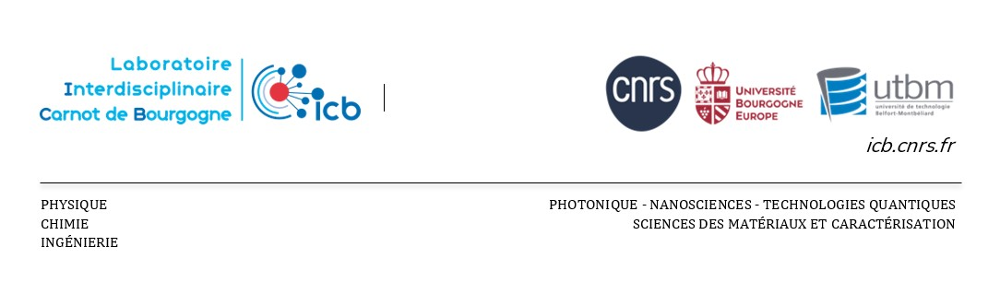 Laboratoire
Interdisciplinaire
Carnot de Bourgogne
icb
cnrs
UNIVERSITÉ
BOURGOGNE
EUROPE
utbm
université de technologie
Belfort-Montbéliard
icb.cnrs.fr
PHYSIQUE
CHIMIE
INGÉNIERIE
PHOTONIQUE - NANOSCIENCES - TECHNOLOGIES QUANTIQUES
SCIENCES DES MATÉRIAUX ET CARACTÉRISATION